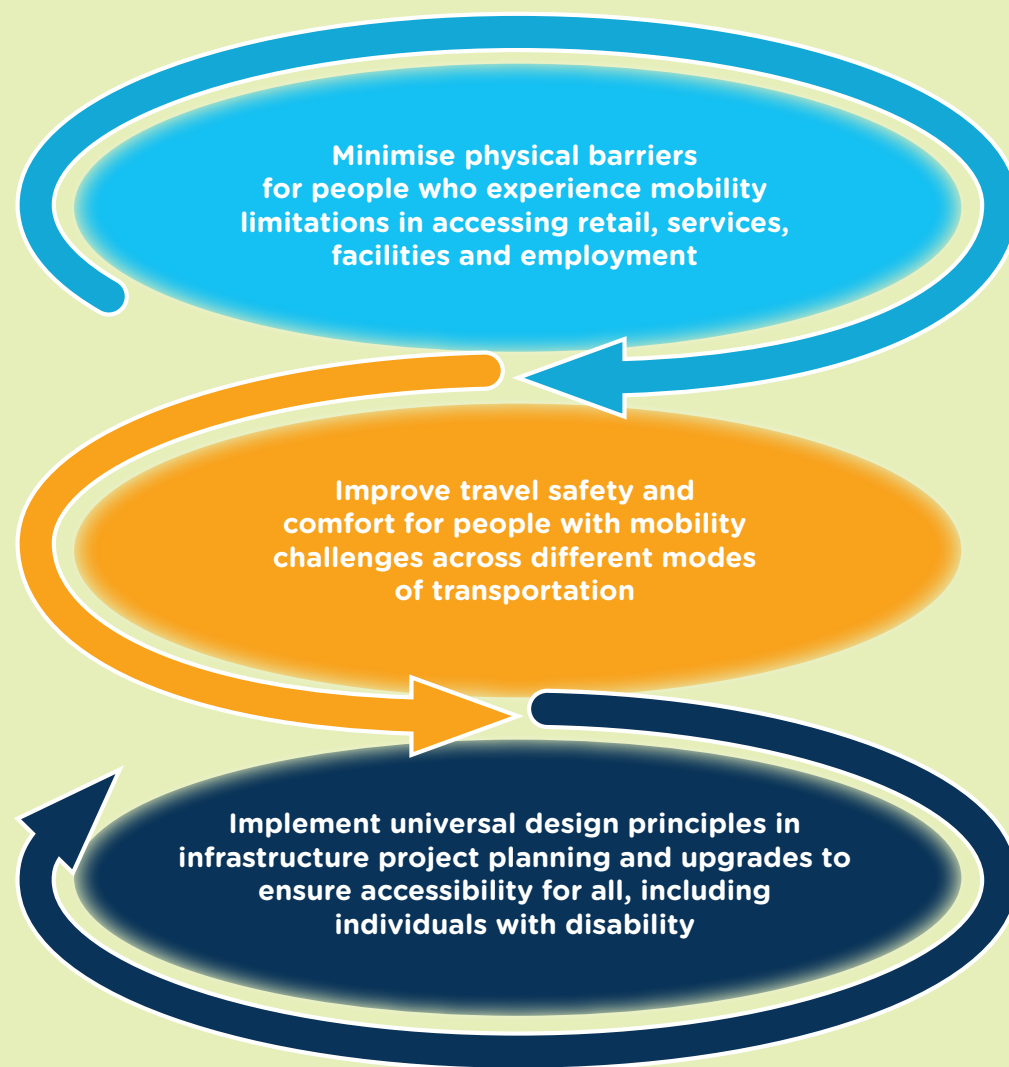 Minimise physical barriers
for people who experience mobility
limitations in accessing retail, services,
facilities and employment
Improve travel safety and
comfort for people with mobility
challenges across different modes
of transportation
Implement universal design principles in
infrastructure project planning and upgrades to
ensure accessibility for all, including
individuals with disability